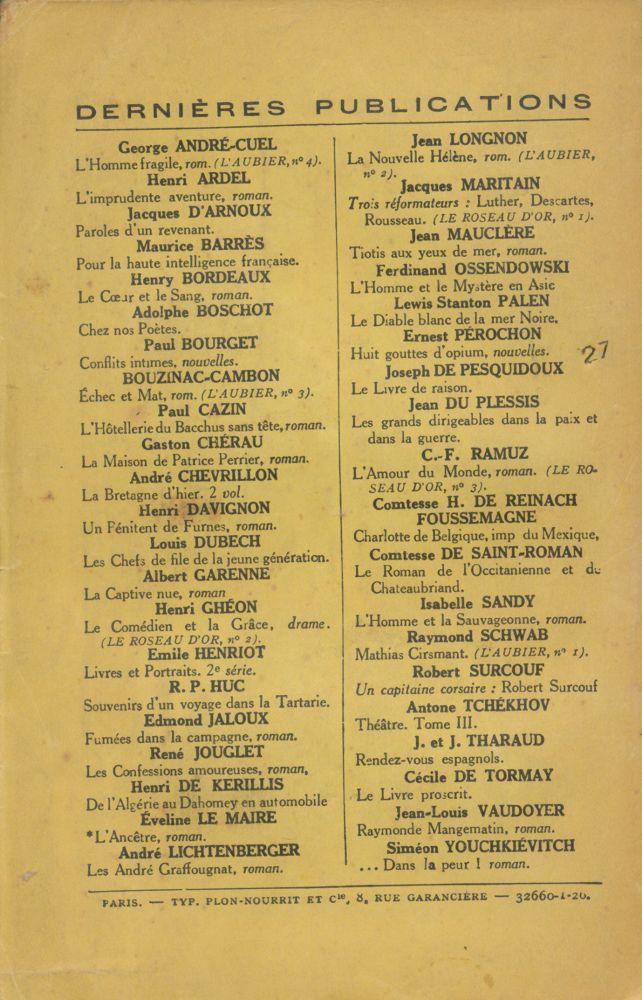 DERNIÈRES PUBLICATIONS
George ANDRÉ-CUEL
L'Homme fragile, rom. (L'AUBIER, nº 4).
Henri ARDEL
L'imprudente aventure, roman.
Jacques D'ARNOUX
Paroles d'un revenant.
Maurice BARRÈS
Pour la haute intelligence française.
Henry BORDEAUX
Le Cœur et le Sang, roman.
Adolphe BOSCHOT
Chez nos Poètes.
Paul BOURGET
Conflits intimes, nouvelles.
BOUZINAC-CAMBON
Échec et Mat, rom. (L'AUBIER, nº 3).
Paul CAZIN
L'Hôtellerie du Bacchus sans tête, roman.
Gaston CHÉRAU
La Maison de Patrice Perrier, roman.
André CHEVRILLON
La Bretagne d'hier. 2 vol.
Henri DAVIGNON
Un Pénitent de Furnes, roman.
Louis DUBECH
Les Chefs de file de la jeune génération.
Albert GARENNE
La Captive nue, roman
Henri GHÉON
Le Comédien et la Grâce, drame.
(LE ROSEAU D'OR, nº 2).
Emile HENRIOT
Livres et Portraits. 2e série.
R. P. HUC
Souvenirs d'un voyage dans la Tartarie.
Edmond JALOUX
Fumées dans la campagne, roman.
René JOUGLET
Les Confessions amoureuses, roman,
Henri DE KERILLIS
De l'Algérie au Dahomey en automobile
Éveline LE MAIRE
*L'Ancêtre, roman.
André LICHTENBERGER
Les André Graffougnat, roman.
Jean LONGNON
La Nouvelle Hélène, rom. (L'AUBIER,
nº 2).
Jacques MARITAIN
Trois réformateurs : Luther, Descartes,
Rousseau. (LE ROSEAU D'OR, nº 1).
Jean MAUCLÈRE
Tiotis aux yeux de mer, roman.
Ferdinand OSSENDOWSKI
L'Homme et le Mystère en Asie
Lewis Stanton PALEN
Le Diable blanc de la mer Noire.
Ernest PÉROCHON
Huit gouttes d'opium, nouvelles.
27
Joseph DE PESQUIDOUX
Le Livre de raison.
Jean DU PLESSIS
Les grands dirigeables dans la paix et
dans la guerre.
C.-F. RAMUZ
L'Amour du Monde, roman. (LE RO-
SEAU D'OR, nº 3).
Comtesse H. DE REINACH
FOUSSEMAGNE
Charlotte de Belgique, imp du Mexique,
Comtesse DE SAINT-ROMAN
Le Roman de l'Occitanienne et de
Chateaubriand.
Isabelle SANDY
L'Homme et la Sauvageonne, roman.
Raymond SCHWAB
Mathias Cirsmant. (L'AUBIER, nº 1).
Robert SURCOUF
Un capitaine corsaire : Robert Surcouf
Antone TCHÉKHOV
Théâtre. Tome III.
J. et J. THARAUD
Rendez-vous espagnols.
Cécile DE TORMAY
Le Livre proscrit.
Jean-Louis VAUDOYER
Raymonde Mangematin, roman.
Siméon YOUCHKIÉVITCH
... Dans la peur ! roman.
PARIS. — TYP. PLON-NOURRIT ET Cie, 8, RUE GARANCIÈRE — 32660-1-26.